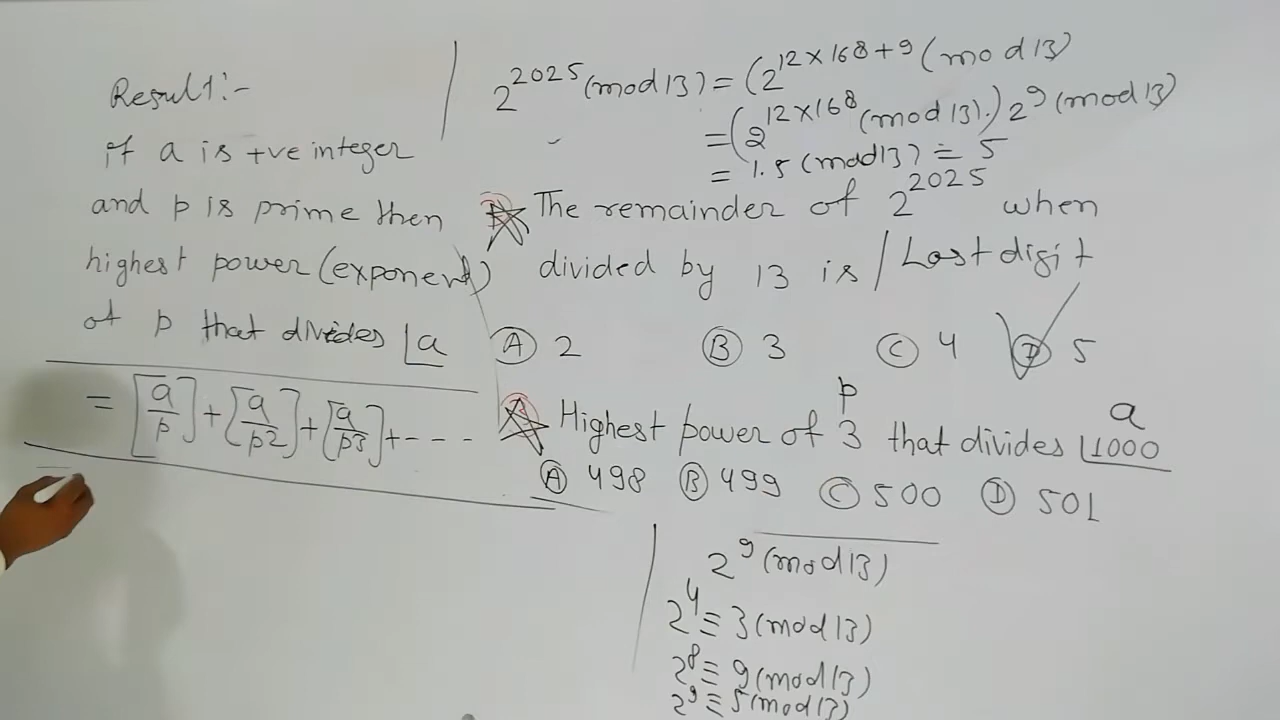 Result:-
if a is +ve integer
and p is prime then
highest power (exponent)
of p that divides ⌊a
= [a/p] + [a/p2] + [a/p3] + ----
2^2025 (mod 13) = (2^12×168+9 (mod 13)
= (2^12×168 (mod 13).) 2^9 (mod 13)
= 1.5 (mod 13) = 5
The remainder of 2^2025 when
divided by 13 is / Last digit
Ⓐ 2 Ⓑ 3 Ⓒ 4 Ⓓ 5
p a
Highest power of 3 that divides ⌊1000
Ⓐ 498 Ⓑ 499 Ⓒ 500 Ⓓ 501
2^9 (mod 13)
2^4 ≡ 3 (mod 13)
2^8 ≡ 9 (mod 13)
2^9 ≡ 5 (mod 13)